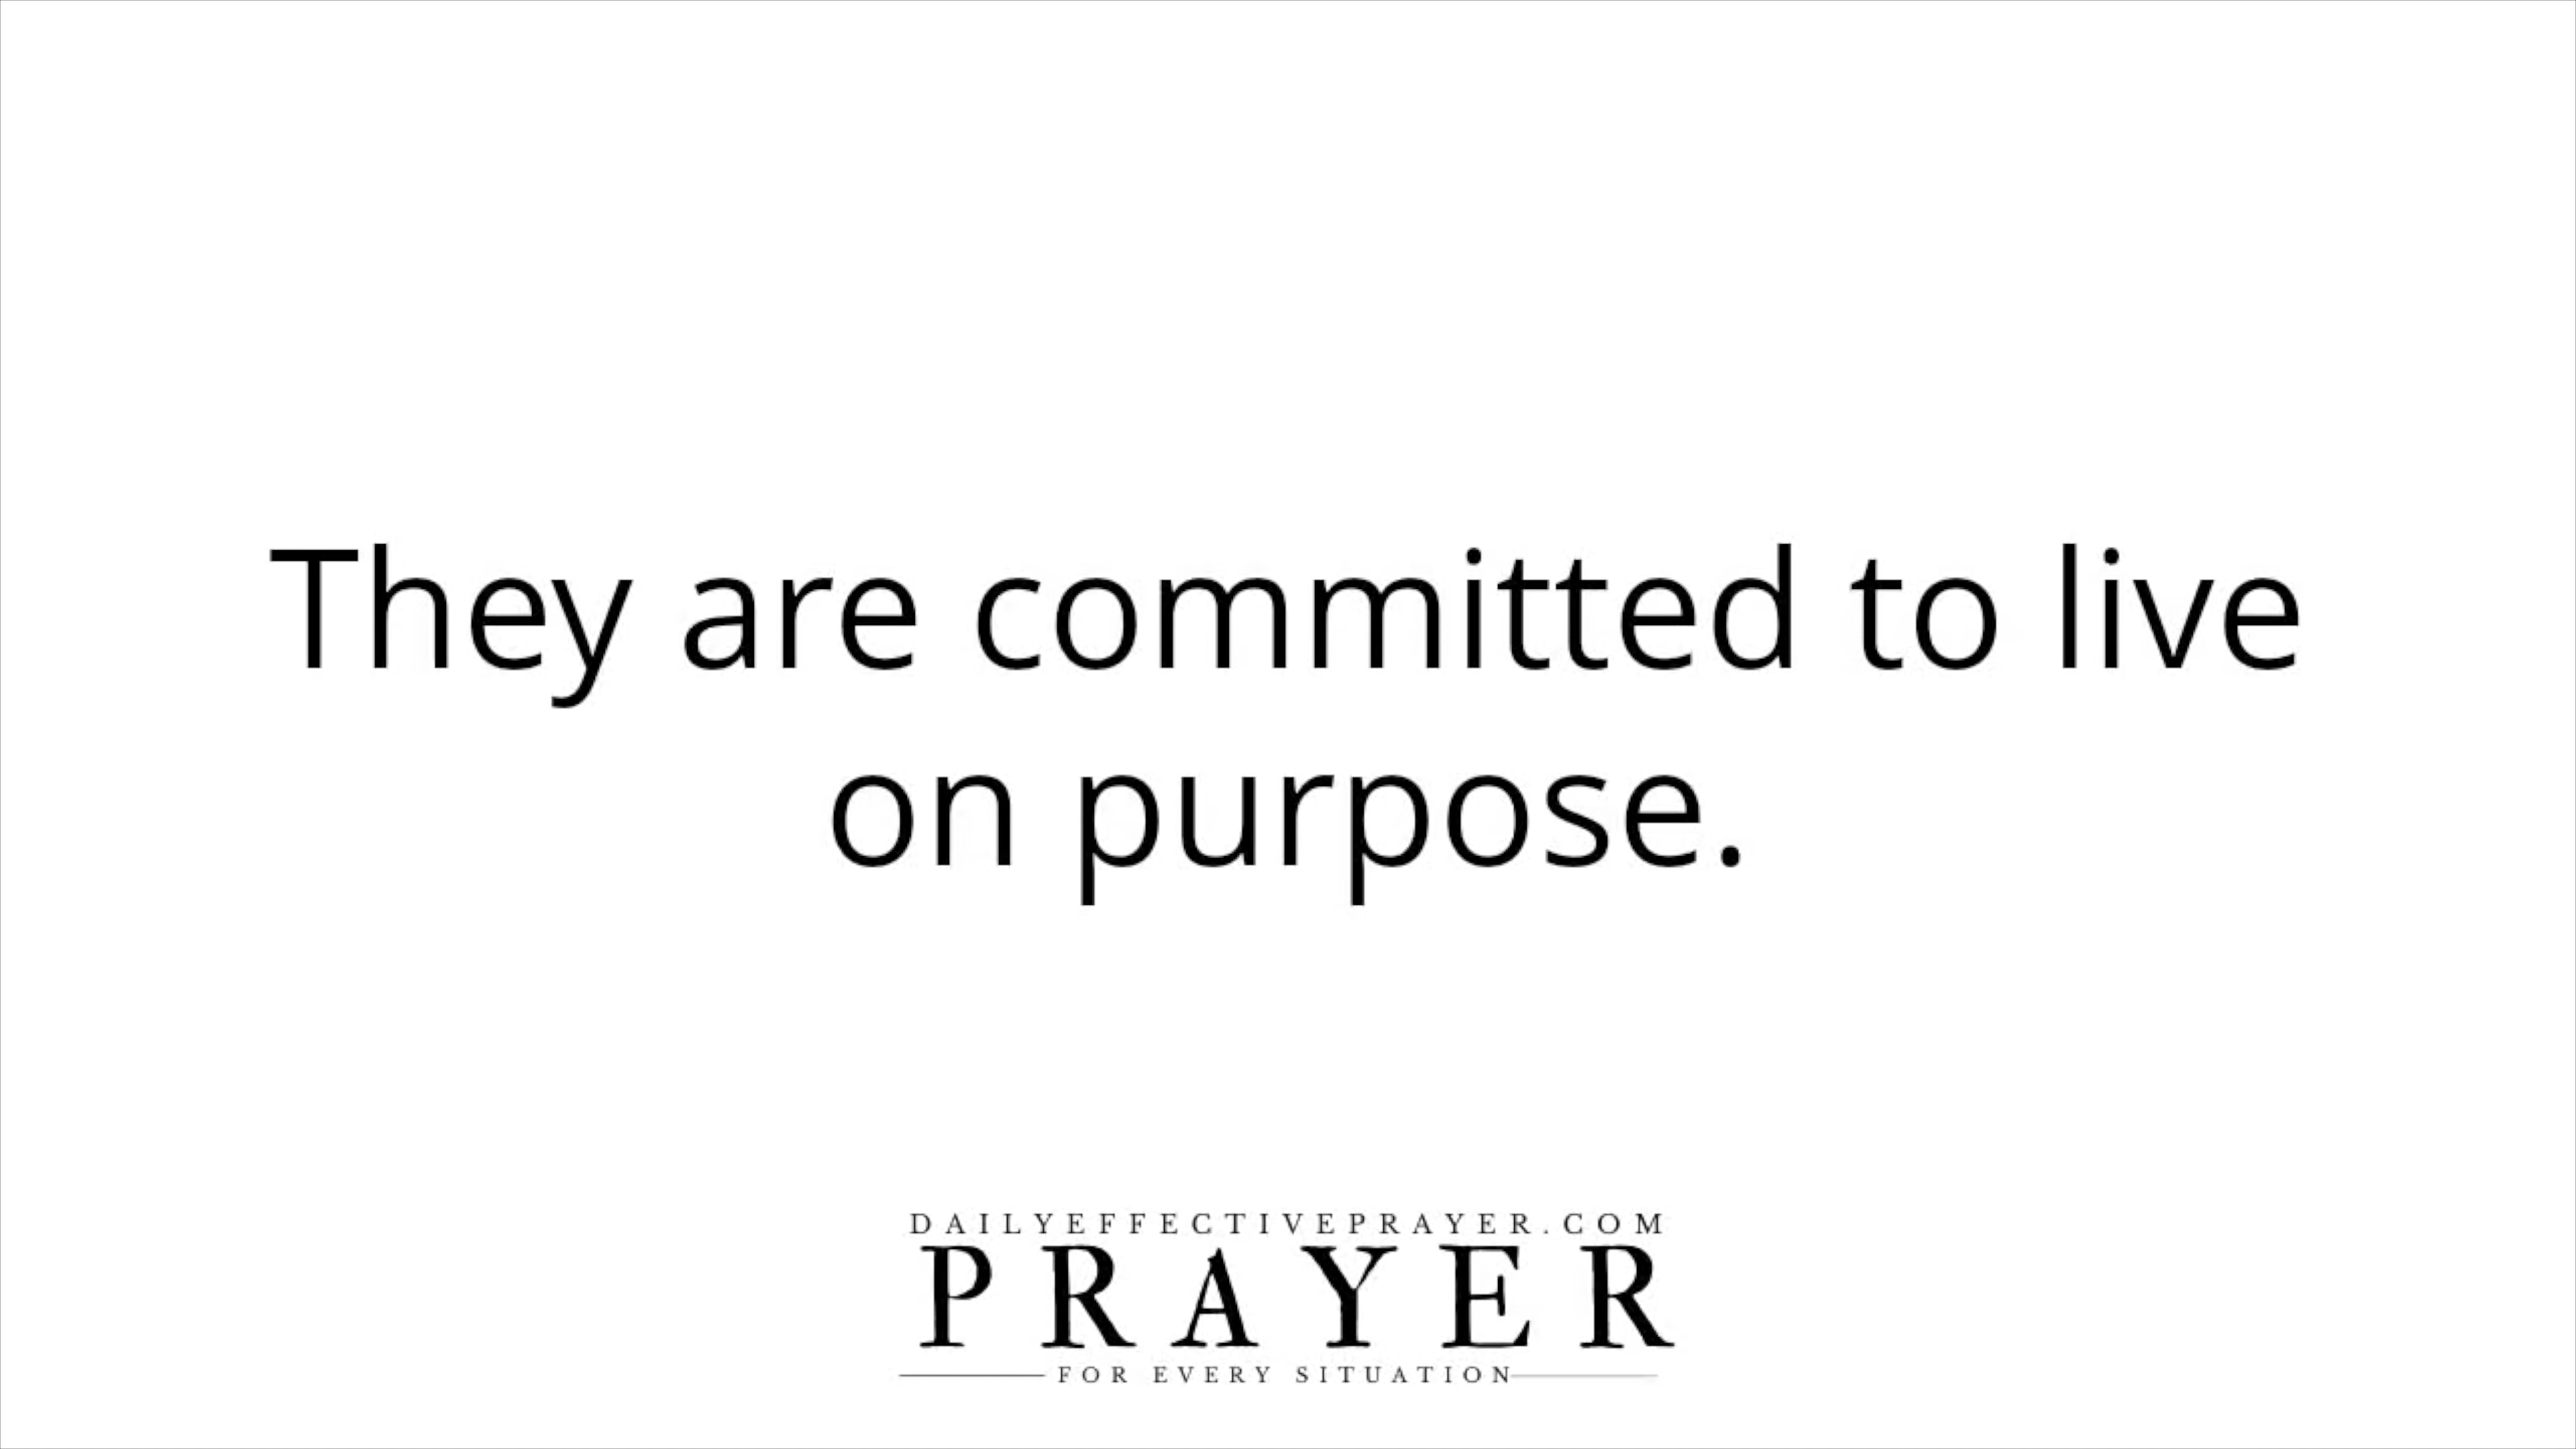 They are committed to live
on purpose.
DAILYEFFECTIVEPRAYER.COM
PRAYER
FOR EVERY SITUATION